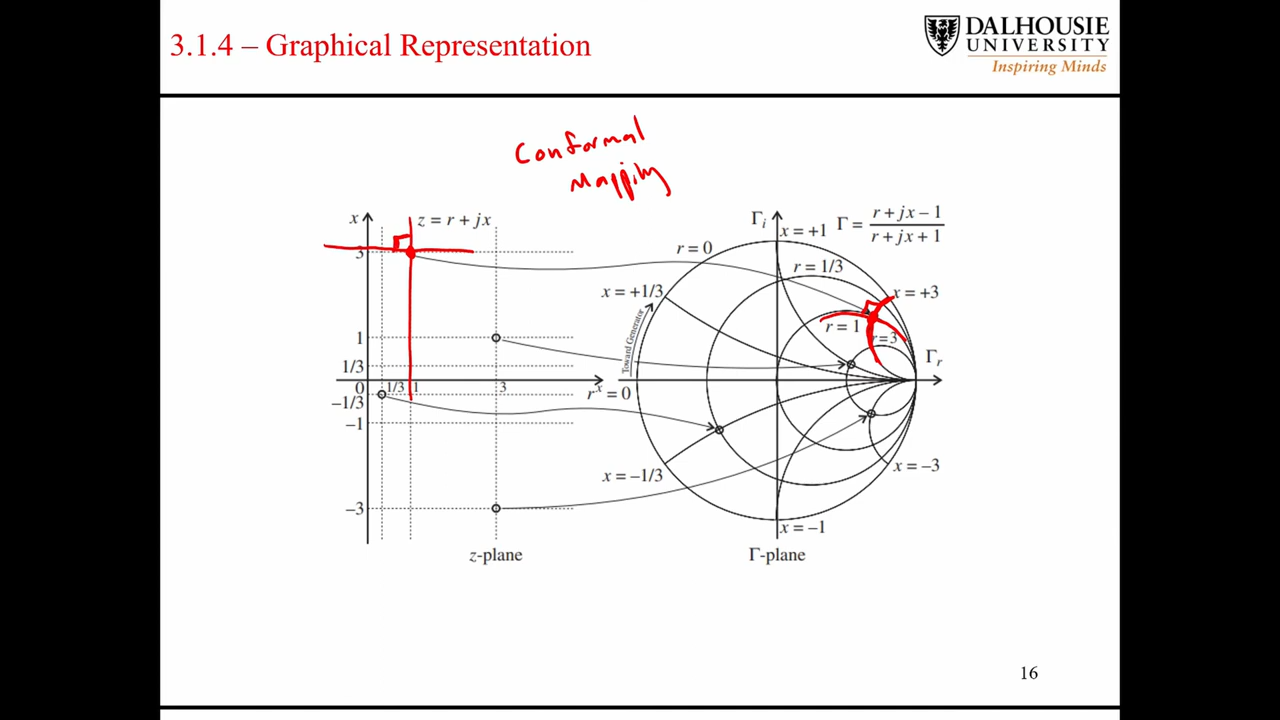 3.1.4 – Graphical Representation
DALHOUSIE
UNIVERSITY
Inspiring Minds
Conformal
Mapping
x
z = r + jx
3
1
1/3
0
–1/3
–1
–3
1/3
1
3
r
z-plane
Γi
x = +1
Γ = r + jx – 1
r + jx + 1
r = 0
r = 1/3
x = +1/3
x = +3
Toward Generator
r = 1
r = 3
Γr
x = 0
x = –1/3
x = –3
x = –1
Γ-plane
16